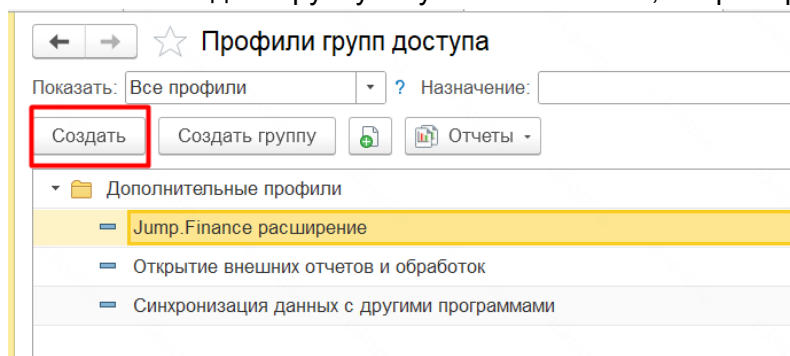 Профили групп доступа
Показать: Все профили ? Назначение:
Создать Создать группу Отчеты
Дополнительные профили
Jump.Finance расширение
Открытие внешних отчетов и обработок
Синхронизация данных с другими программами